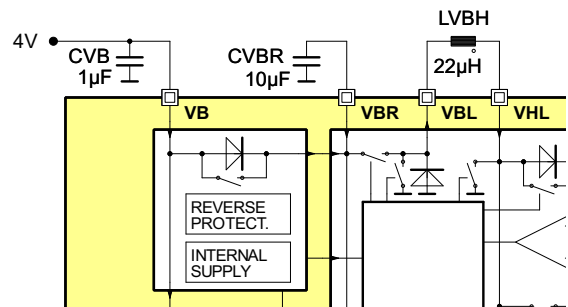 LVBH
4V
CVB
1µF
CVBR
10µF
22µH
VB
VBR
VBL
VHL
REVERSE
PROTECT.
INTERNAL
SUPPLY